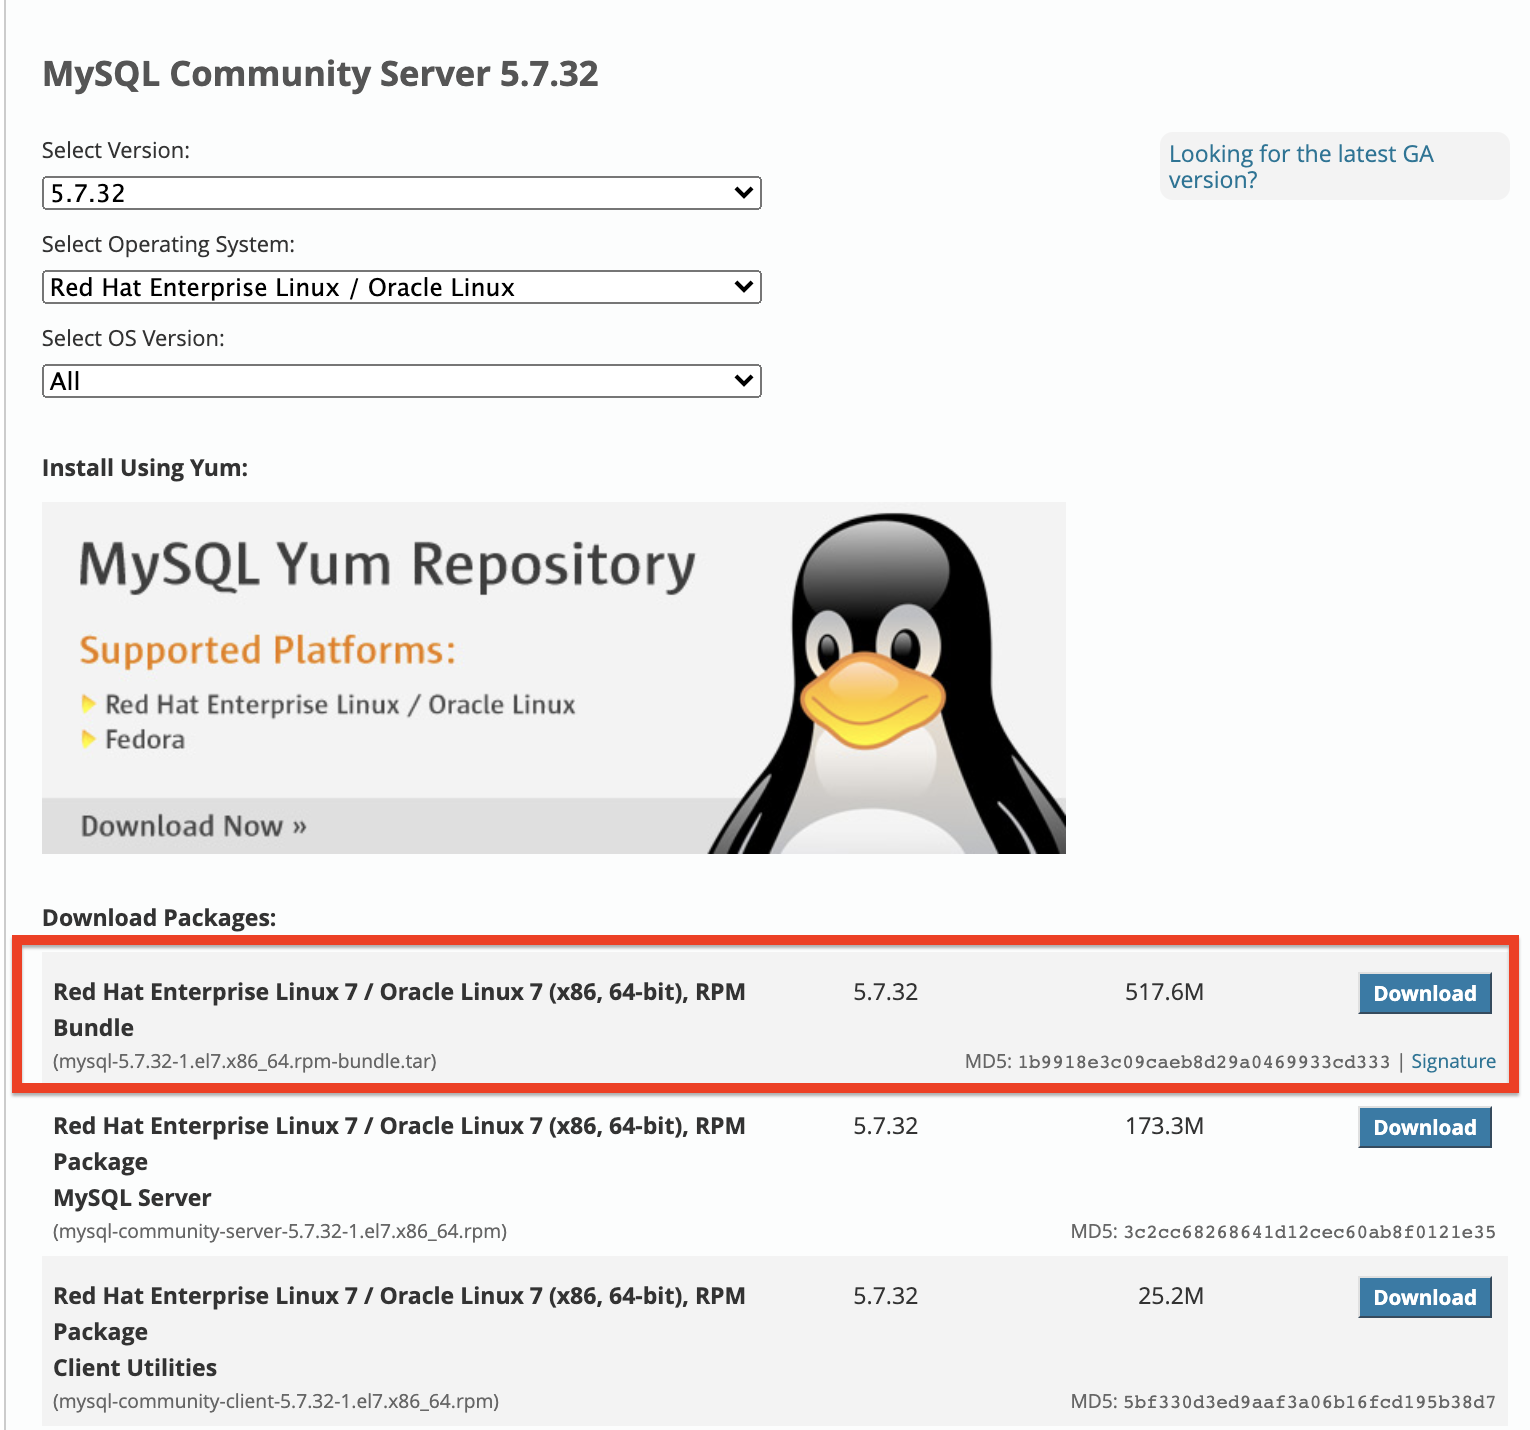 MySQL Community Server 5.7.32
Select Version:
Looking for the latest GA
version?
5.7.32
Select Operating System:
Red Hat Enterprise Linux / Oracle Linux
Select OS Version:
All
Install Using Yum:
MySQL Yum Repository
Supported Platforms:
Red Hat Enterprise Linux / Oracle Linux
Fedora
Download Now »
Download Packages:
Red Hat Enterprise Linux 7 / Oracle Linux 7 (x86, 64-bit), RPM 5.7.32 517.6M Download
Bundle
(mysql-5.7.32-1.el7.x86_64.rpm-bundle.tar) MD5: 1b9918e3c09caeb8d29a0469933cd333 | Signature
Red Hat Enterprise Linux 7 / Oracle Linux 7 (x86, 64-bit), RPM 5.7.32 173.3M Download
Package
MySQL Server
(mysql-community-server-5.7.32-1.el7.x86_64.rpm) MD5: 3c2cc68268641d12cec60ab8f0121e35
Red Hat Enterprise Linux 7 / Oracle Linux 7 (x86, 64-bit), RPM 5.7.32 25.2M Download
Package
Client Utilities
(mysql-community-client-5.7.32-1.el7.x86_64.rpm) MD5: 5bf330d3ed9aaf3a06b16fcd195b38d7